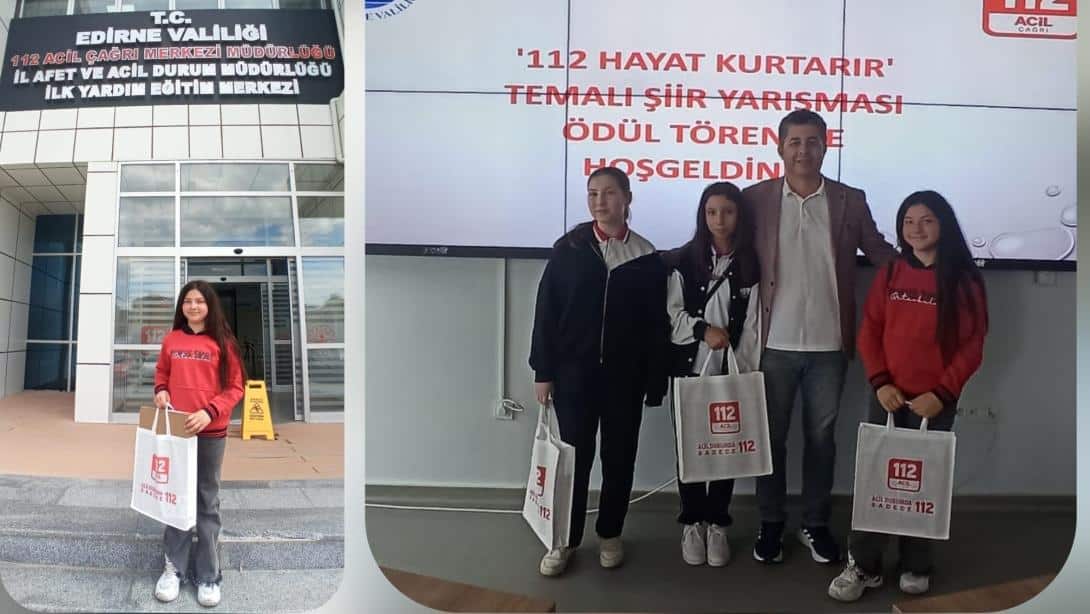 T.C.
EDİRNE VALİLİĞİ
112 ACİL ÇAĞRI MERKEZİ MÜDÜRLÜĞÜ
İL AFET VE ACİL DURUM MÜDÜRLÜĞÜ
İLK YARDIM EĞİTİM MERKEZİ
112
ACİL
ACİL
ÇAĞRI
'112 HAYAT KURTARIR'
TEMALI ŞİİR YARIŞMASI
ÖDÜL
HOŞGELDİN
112
112
ACİL
ACİL DURUMDA
SADECE 112
112
ACİL
ACİL DURUMDA
SADECE 112